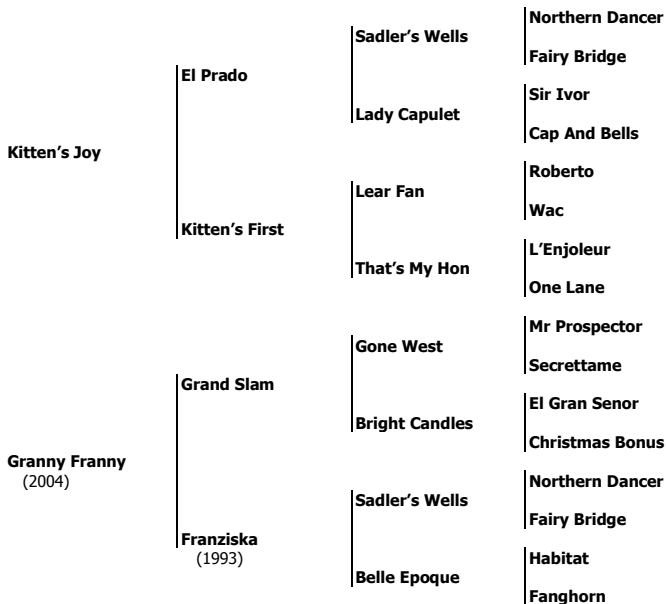 Northern Dancer
Sadler's Wells
Fairy Bridge
El Prado
Sir Ivor
Lady Capulet
Cap And Bells
Kitten's Joy
Roberto
Lear Fan
Wac
Kitten's First
L'Enjoleur
That's My Hon
One Lane
Mr Prospector
Gone West
Secrettame
Grand Slam
El Gran Senor
Bright Candles
Christmas Bonus
Granny Franny
(2004)
Northern Dancer
Sadler's Wells
Fairy Bridge
Franziska
(1993)
Habitat
Belle Epoque
Fanghorn